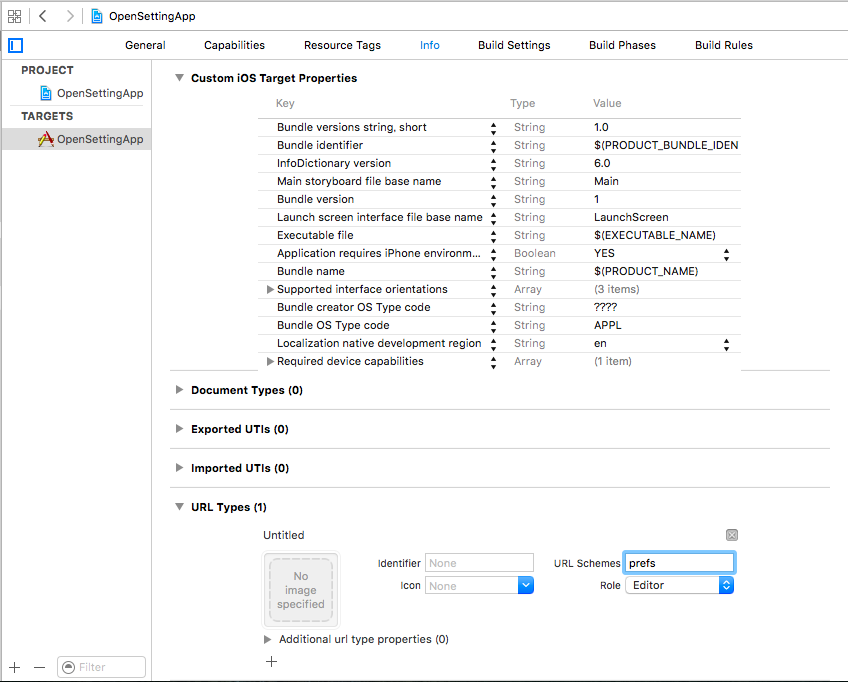 OpenSettingApp
General Capabilities Resource Tags Info Build Settings Build Phases Build Rules
PROJECT
OpenSettingApp
TARGETS
OpenSettingApp
Custom iOS Target Properties
Key Type Value
Bundle versions string, short String 1.0
Bundle identifier String $(PRODUCT_BUNDLE_IDEN
InfoDictionary version String 6.0
Main storyboard file base name String Main
Bundle version String 1
Launch screen interface file base name String LaunchScreen
Executable file String $(EXECUTABLE_NAME)
Application requires iPhone environm... Boolean YES
Bundle name String $(PRODUCT_NAME)
Supported interface orientations Array (3 items)
Bundle creator OS Type code String ????
Bundle OS Type code String APPL
Localization native development region String en
Required device capabilities Array (1 item)
Document Types (0)
Exported UTIs (0)
Imported UTIs (0)
URL Types (1)
Untitled
No image specified
Identifier None URL Schemes prefs
Icon None Role Editor
Additional url type properties (0)
Filter